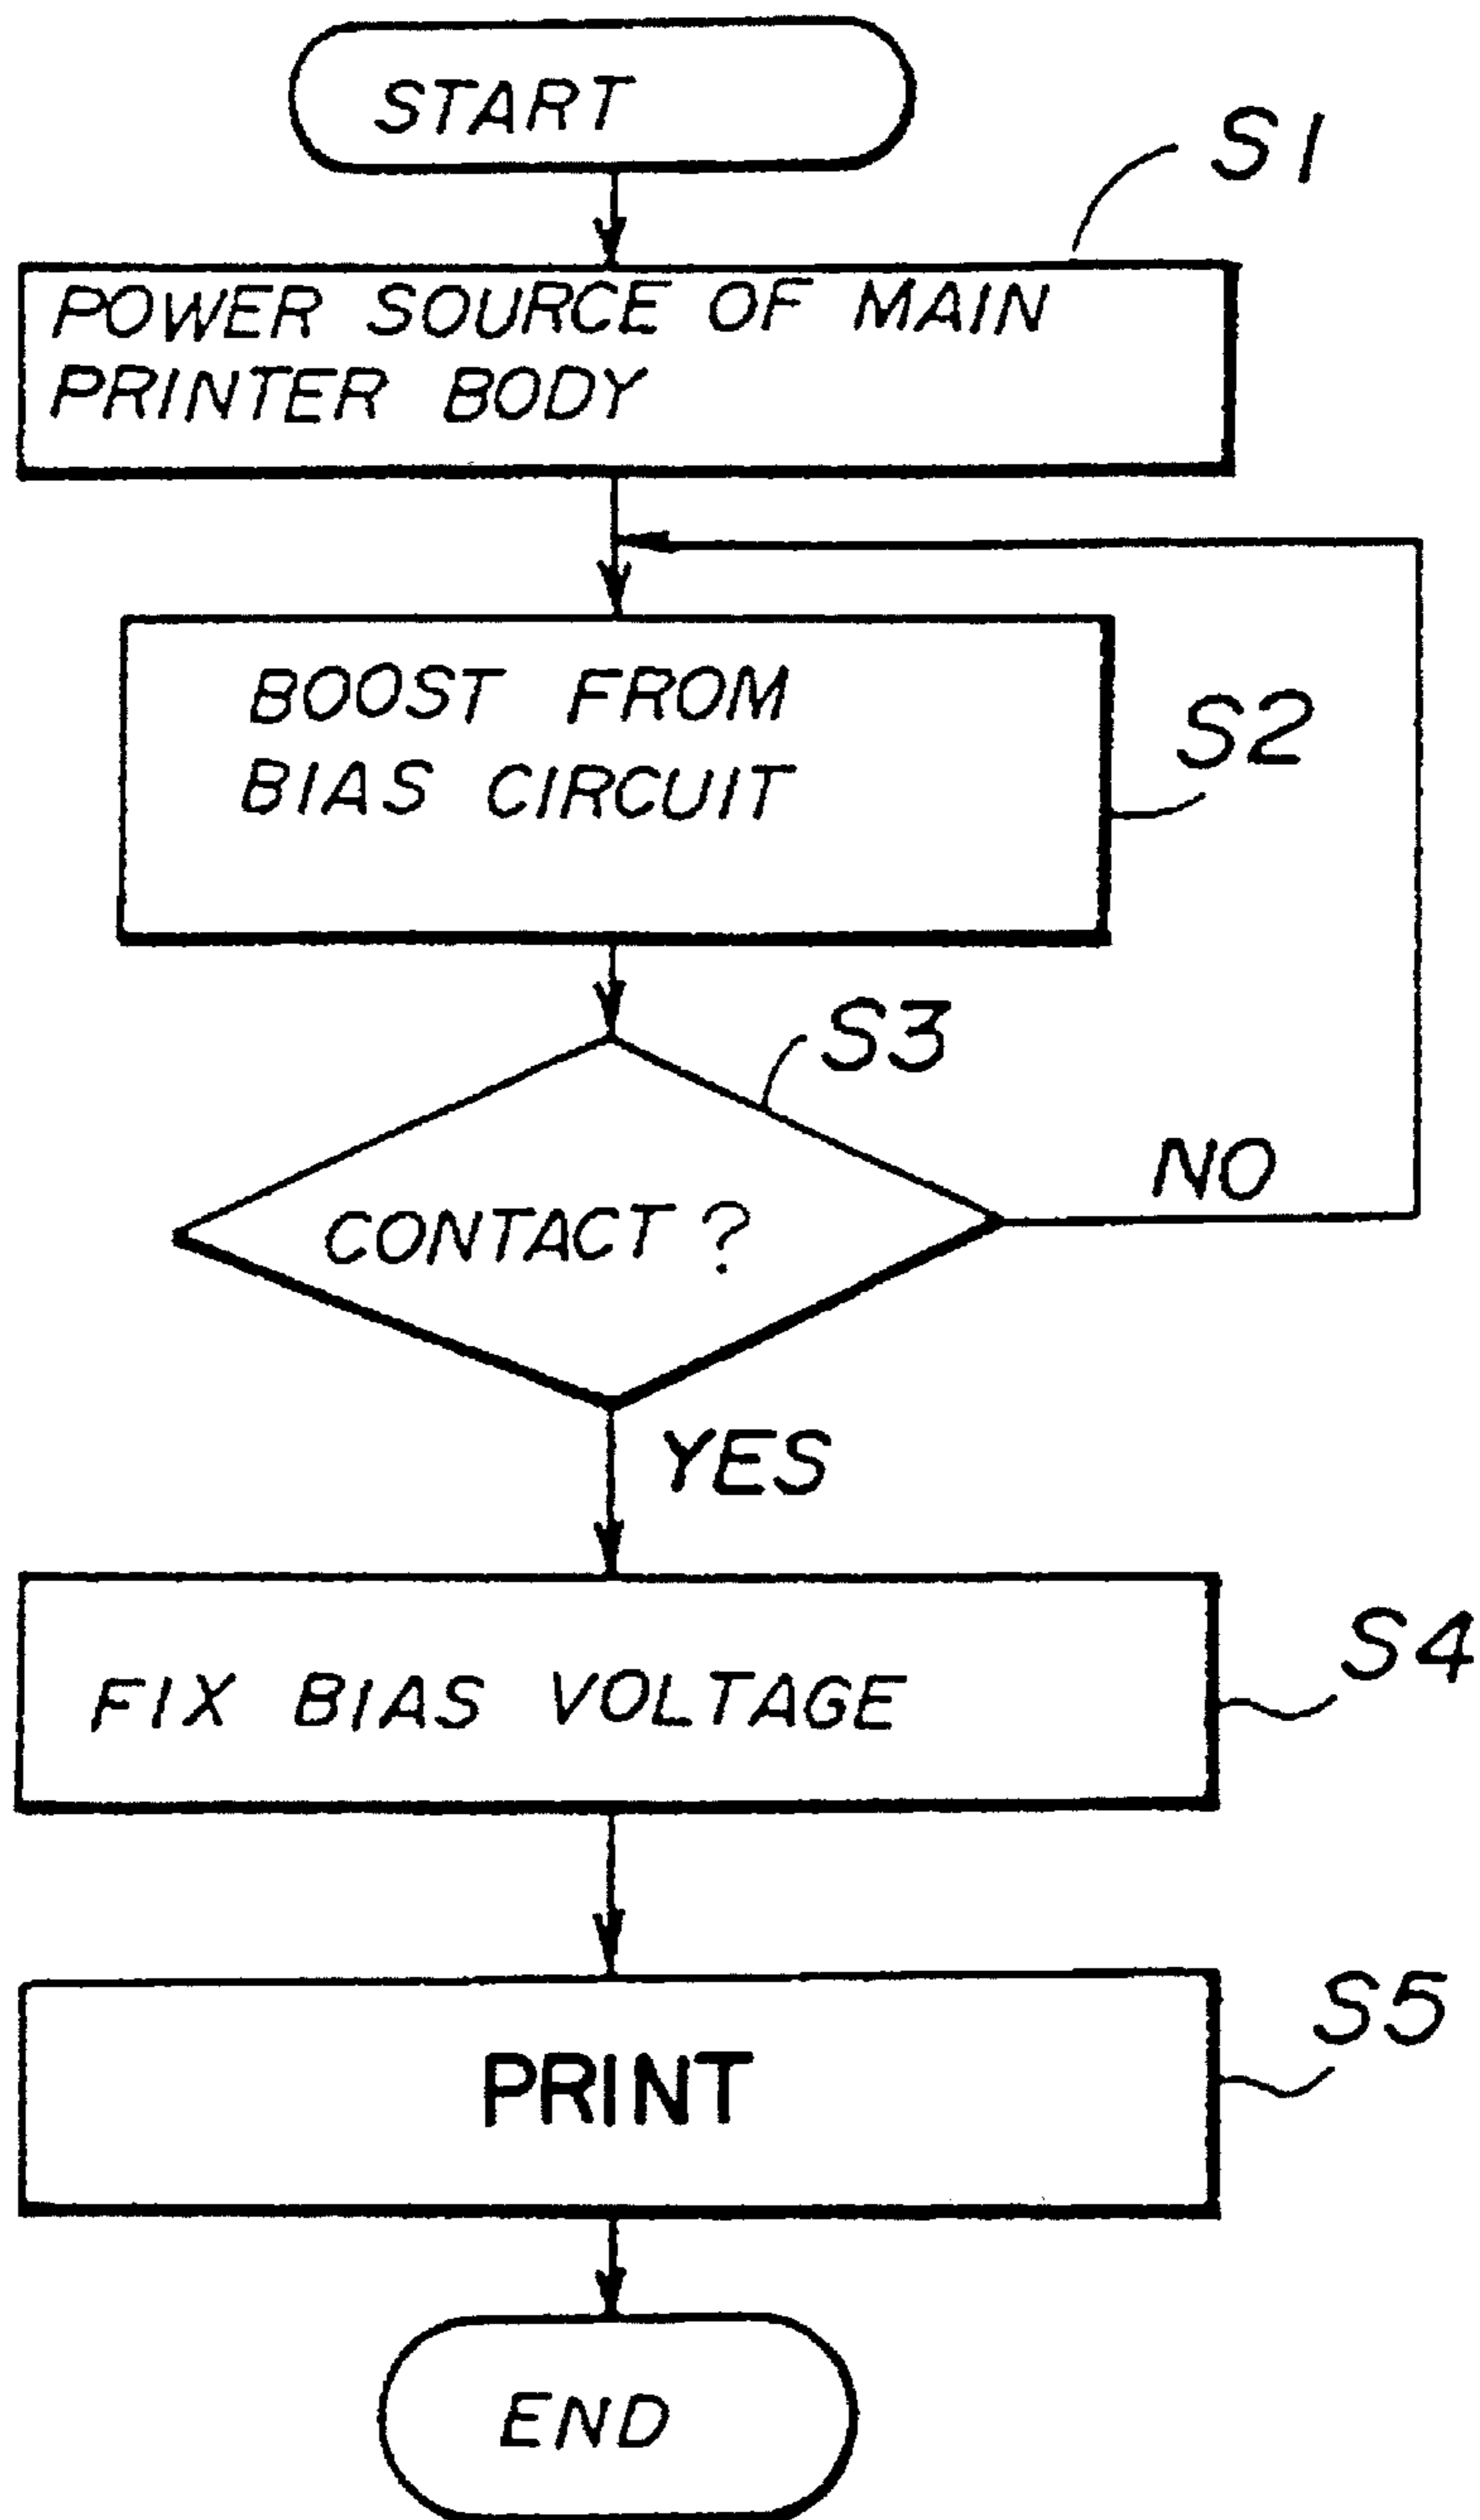 START
S1
POWER SOURCE OF MAIN
PRINTER BODY
BOOST FROM
BIAS CIRCUIT
S2
S3
CONTACT?
NO
YES
FIX BIAS VOLTAGE
S4
PRINT
S5
END